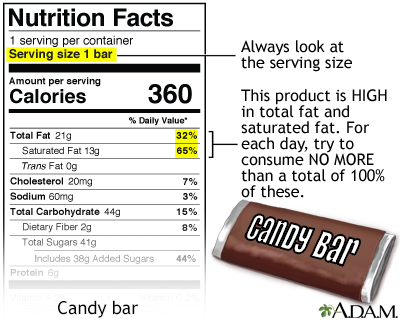 Nutrition Facts
1 serving per container
Serving size 1 bar
Amount per serving
Calories 360
% Daily Value*
Total Fat 21g 32%
Saturated Fat 13g 65%
Trans Fat 0g
Cholesterol 20mg 7%
Sodium 60mg 3%
Total Carbohydrate 44g 15%
Dietary Fiber 2g 8%
Total Sugars 41g
Includes 38g Added Sugars 44%
Protein 6g
Candy bar
Always look at
the serving size
This product is HIGH
in total fat and
saturated fat. For
each day, try to
consume NO MORE
than a total of 100%
of these.
CANDY BAR
ADAM.